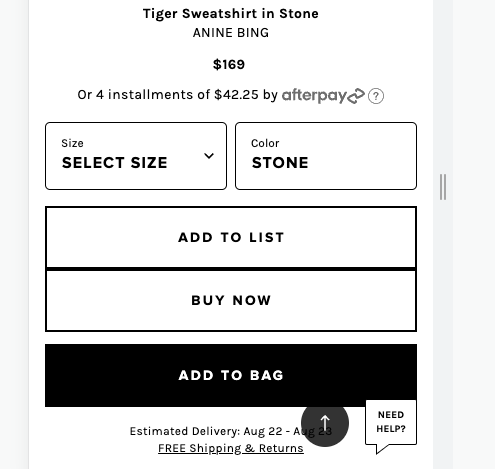 Tiger Sweatshirt in Stone
ANINE BING
$169
Or 4 installments of $42.25 by afterpay ?
Size
SELECT SIZE
Color
STONE
ADD TO LIST
BUY NOW
ADD TO BAG
Estimated Delivery: Aug 22 - Aug 23
FREE Shipping & Returns
NEED
HELP?